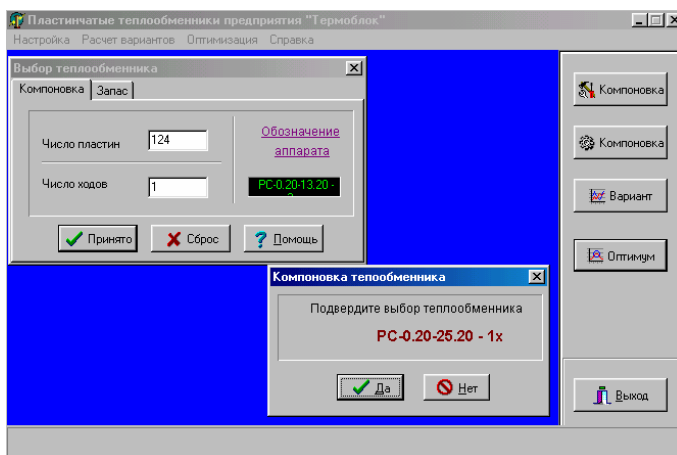 Пластинчатые теплообменники предприятия "Термоблок"
Настройка Расчет вариантов Оптимизация Справка
Выбор теплообменника
Компоновка Запас
Число пластин 124
Обозначение
аппарата
Число ходов 1
РС-0.20-13.20 -
Принято Сброс Помощь
Компоновка тепообменника
Подвердите выбор теплообменника
РС-0.20-25.20 - 1х
Да Нет
Компоновка
Компоновка
Вариант
Оптимум
Выход